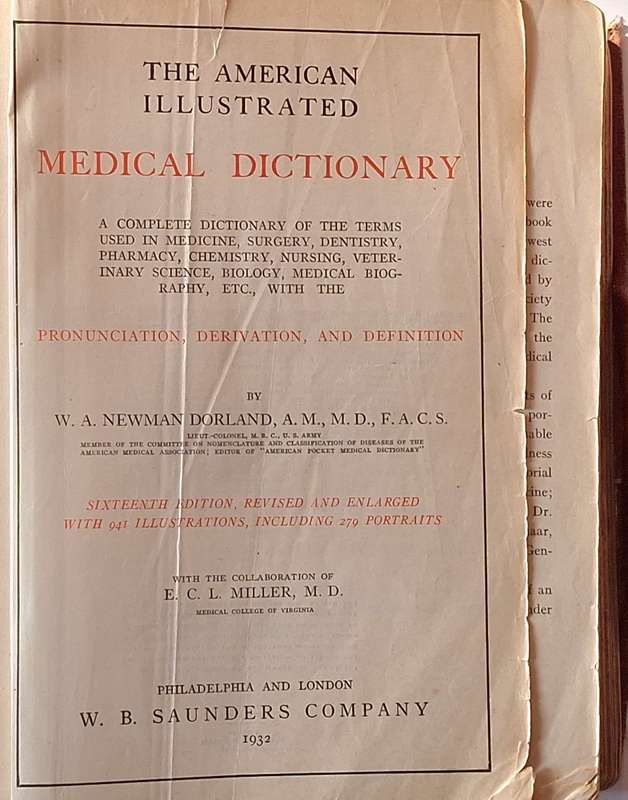 THE AMERICAN
ILLUSTRATED
MEDICAL DICTIONARY
A COMPLETE DICTIONARY OF THE TERMS
USED IN MEDICINE, SURGERY, DENTISTRY,
PHARMACY, CHEMISTRY, NURSING, VETER-
INARY SCIENCE, BIOLOGY, MEDICAL BIOG-
RAPHY, ETC., WITH THE
PRONUNCIATION, DERIVATION, AND DEFINITION
BY
W. A. NEWMAN DORLAND, A.M., M.D., F.A.C.S.
LIEUT.-COLONEL, M. R. C., U. S. ARMY
MEMBER OF THE COMMITTEE ON NOMENCLATURE AND CLASSIFICATION OF DISEASES OF THE
AMERICAN MEDICAL ASSOCIATION; EDITOR OF "AMERICAN POCKET MEDICAL DICTIONARY"
SIXTEENTH EDITION, REVISED AND ENLARGED
WITH 941 ILLUSTRATIONS, INCLUDING 279 PORTRAITS
WITH THE COLLABORATION OF
E. C. L. MILLER, M. D.
MEDICAL COLLEGE OF VIRGINIA
PHILADELPHIA AND LONDON
W. B. SAUNDERS COMPANY
1932
were
book
west
dic-
by
ciety
The
the
dical
s of
por-
able
ness
orial
ine;
Dr.
aar,
Gen-
an
nder